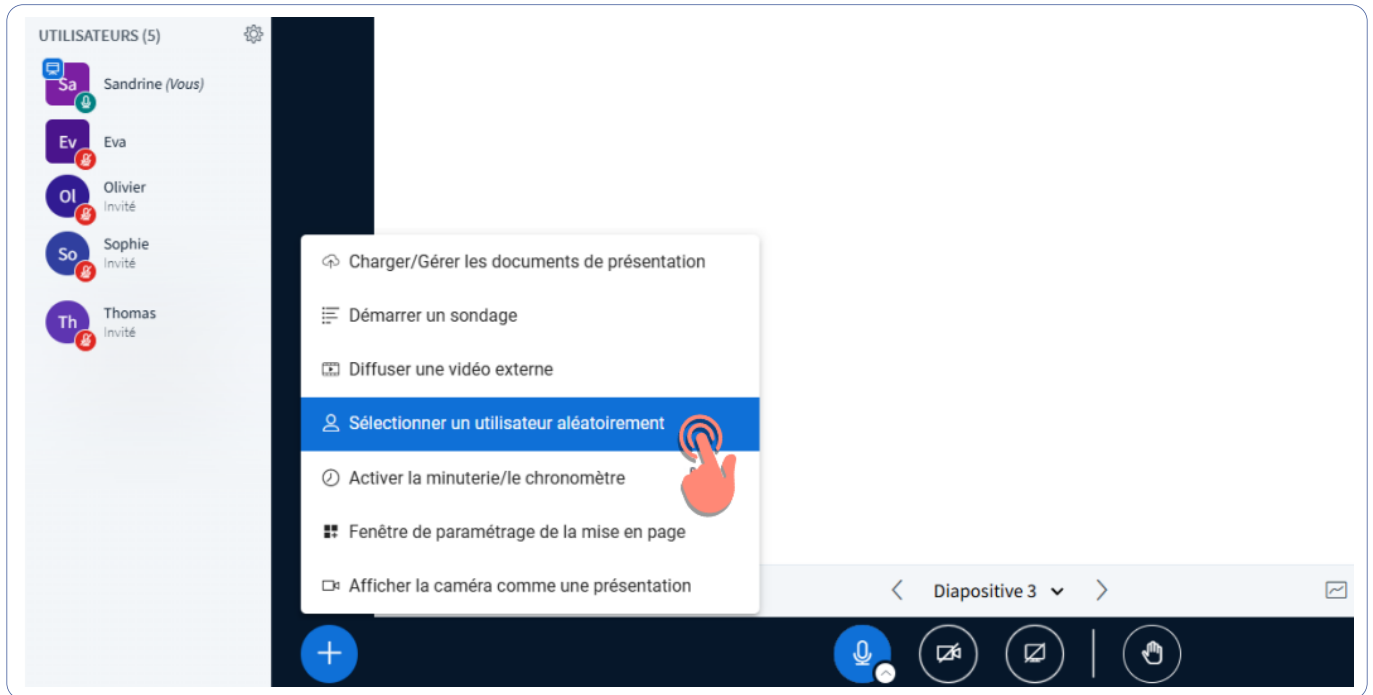 UTILISATEURS (5)
Sa
Sandrine (Vous)
Ev
Eva
Ol
Olivier
Invité
So
Sophie
Invité
Th
Thomas
Invité
Charger/Gérer les documents de présentation
Démarrer un sondage
Diffuser une vidéo externe
Sélectionner un utilisateur aléatoirement
Activer la minuterie/le chronomètre
Fenêtre de paramétrage de la mise en page
Afficher la caméra comme une présentation
Diapositive 3